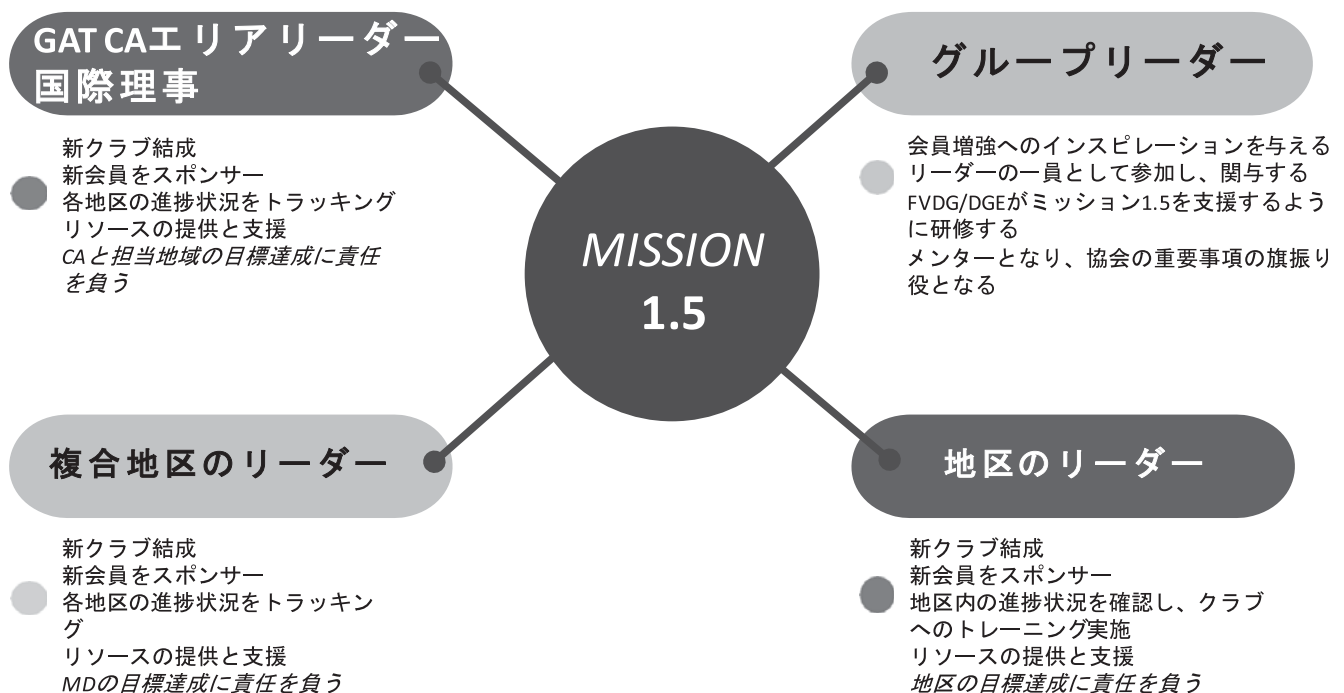 GAT CAエリアリーダー
国際理事
新クラブ結成
新会員をスポンサー
各地区の進捗状況をトラッキング
リソースの提供と支援
CAと担当地域の目標達成に責任
を負う
グループリーダー
会員増強へのインスピレーションを与える
リーダーの一員として参加し、関与する
FVDG/DGEがミッション1.5を支援するよう
に研修する
メンターとなり、協会の重要事項の旗振り
役となる
MISSION
1.5
複合地区のリーダー
新クラブ結成
新会員をスポンサー
各地区の進捗状況をトラッキン
グ
リソースの提供と支援
MDの目標達成に責任を負う
地区のリーダー
新クラブ結成
新会員をスポンサー
地区内の進捗状況を確認し、クラブ
へのトレーニング実施
リソースの提供と支援
地区の目標達成に責任を負う